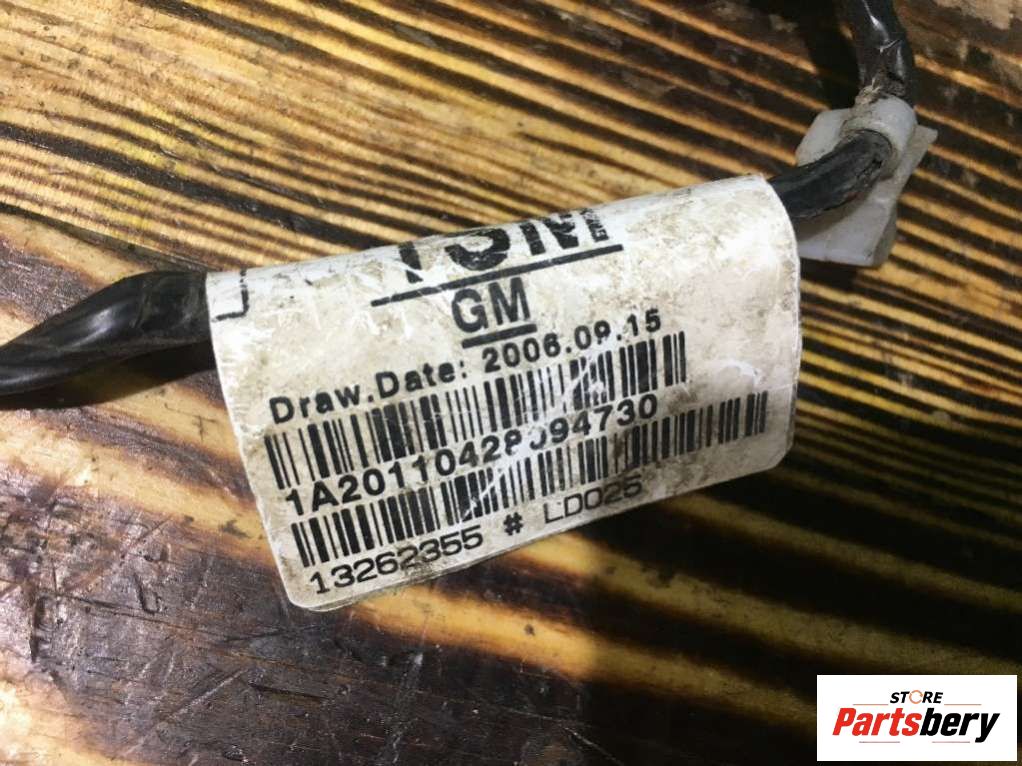 GM
Draw.Date: 2006.09.15
1A20110428094730
13262355 # LD025
STORE
Partsbery